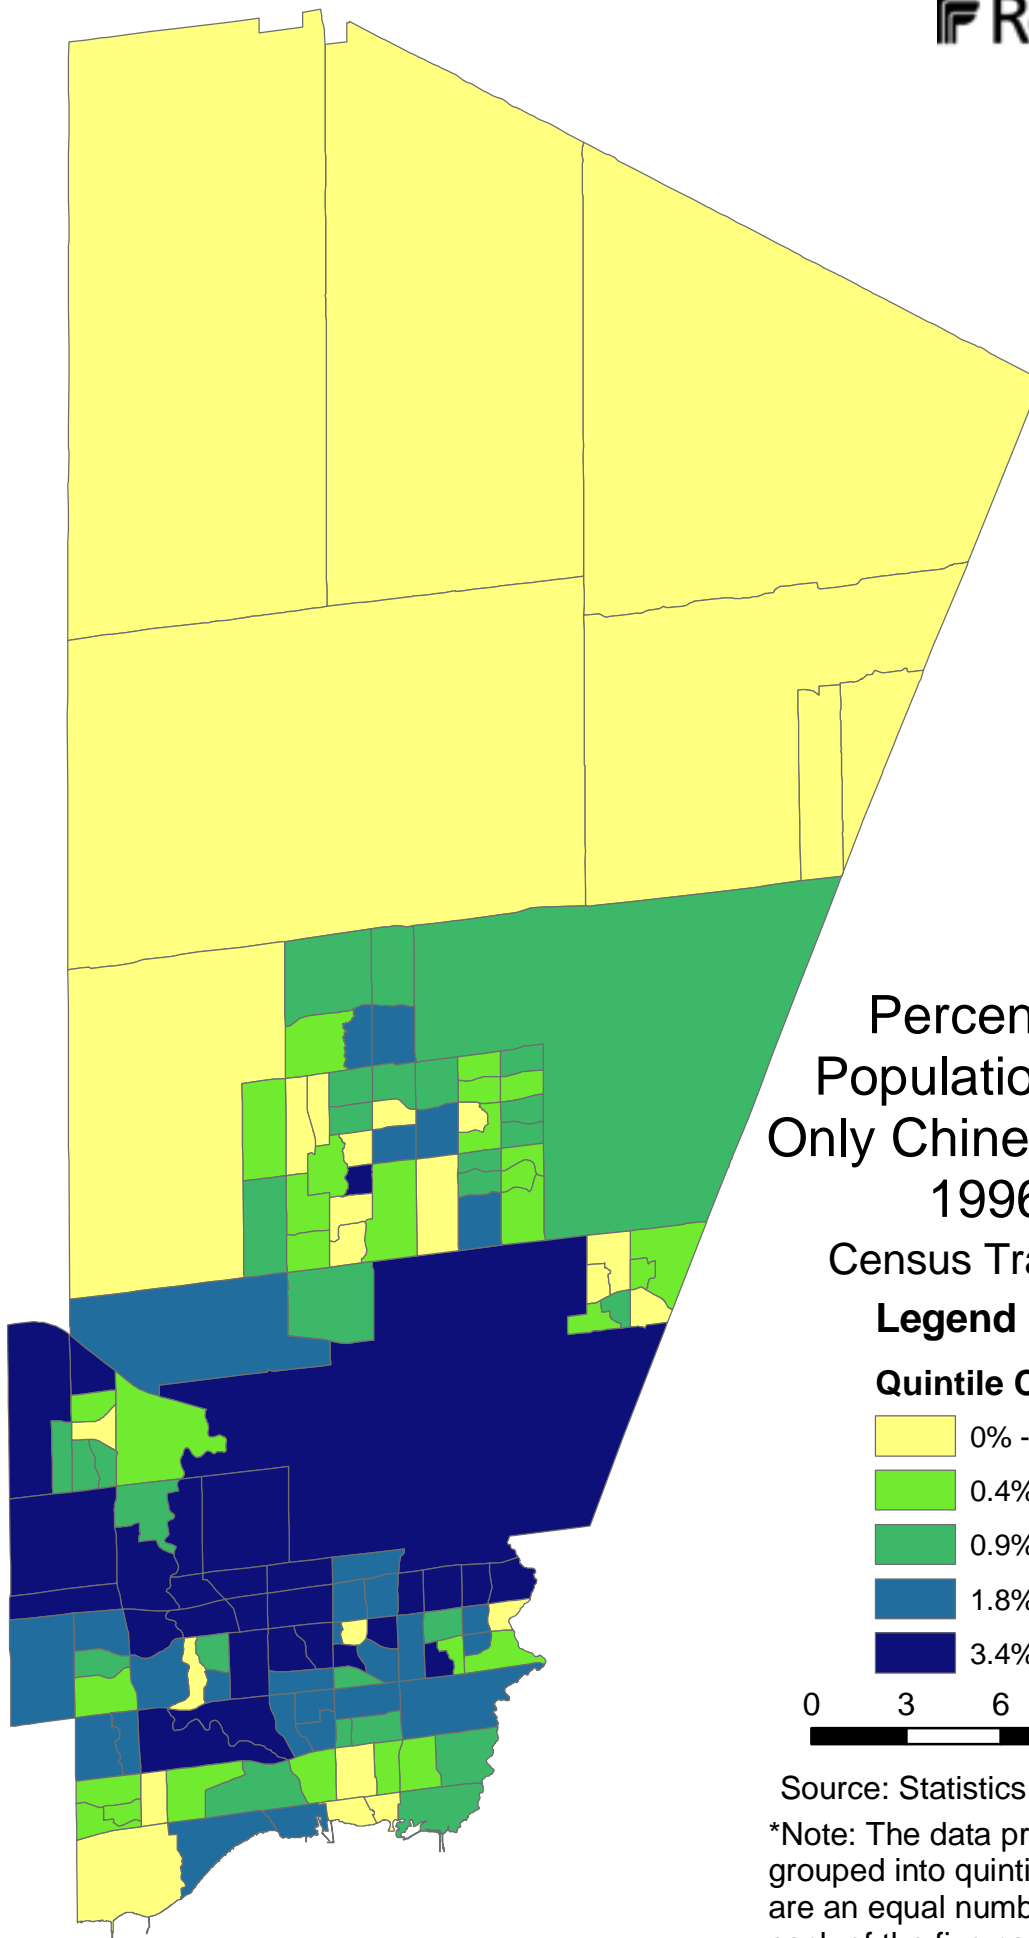 Percen
Populatio
Only Chine
1996
Census Tra
Legend
Quintile C
0% -
0.4%
0.9%
1.8%
3.4%
0 3 6
Source: Statistics
*Note: The data pr
grouped into quinti
are an equal numb